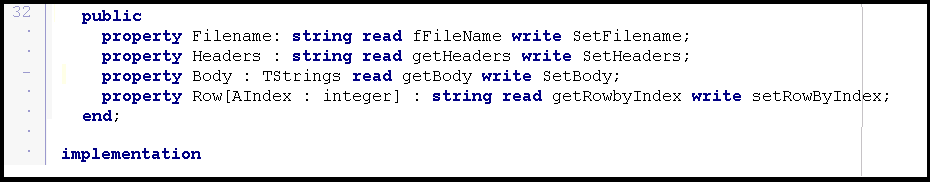 32 public
property Filename: string read fFileName write SetFilename;
property Headers : string read getHeaders write SetHeaders;
property Body : TStrings read getBody write SetBody;
property Row[AIndex : integer] : string read getRowbyIndex write setRowByIndex;
end;
implementation